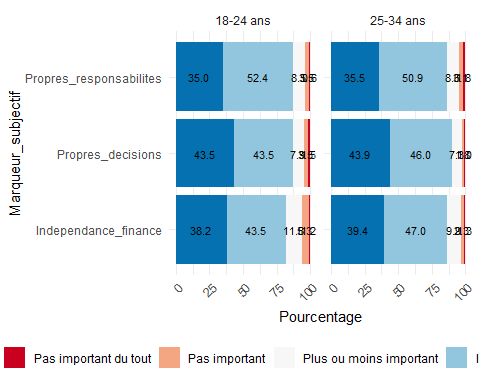 18-24 ans 25-34 ans
Propres_responsabilites 35.0 52.4 35.5 50.9
Propres_decisions 43.5 43.5 43.9 46.0
Independance_finance 38.2 43.5 39.4 47.0
Marqueur_subjectif
0 25 50 75 100 0 25 50 75 100
Pourcentage
Pas important du tout Pas important Plus ou moins important